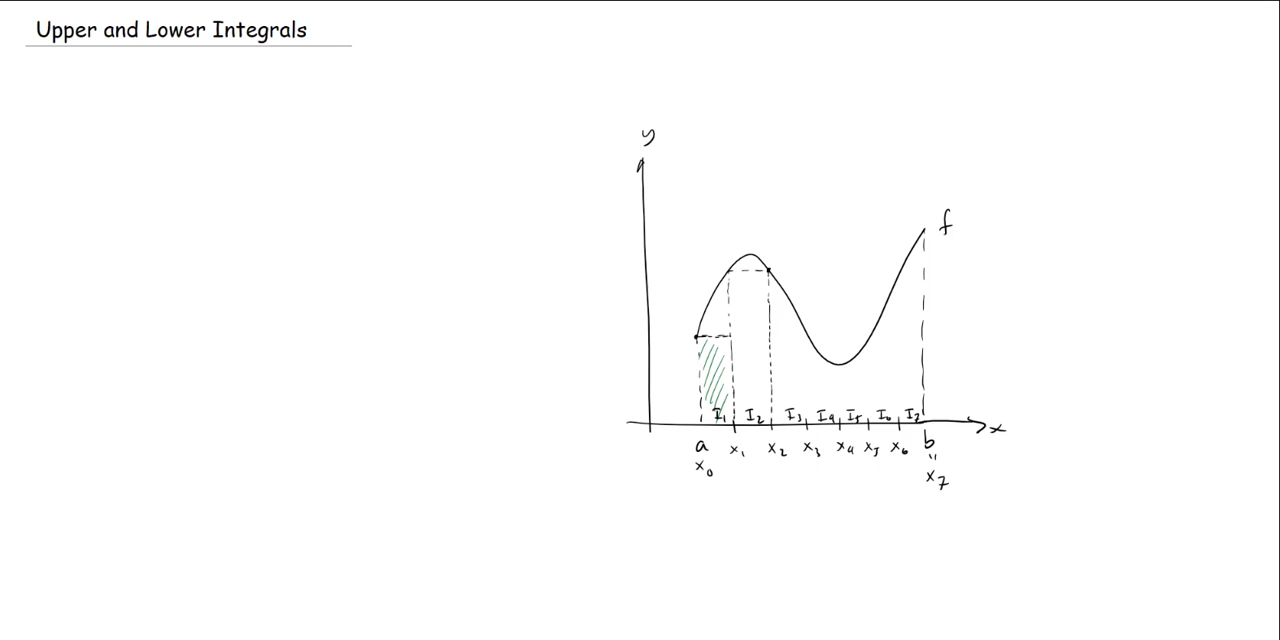 Upper and Lower Integrals
y
f
I₁ I₂ I₃ I₄ I₅ I₆ I₇
x
a x₁ x₂ x₃ x₄ x₅ x₆ b
x₀ "
x₇